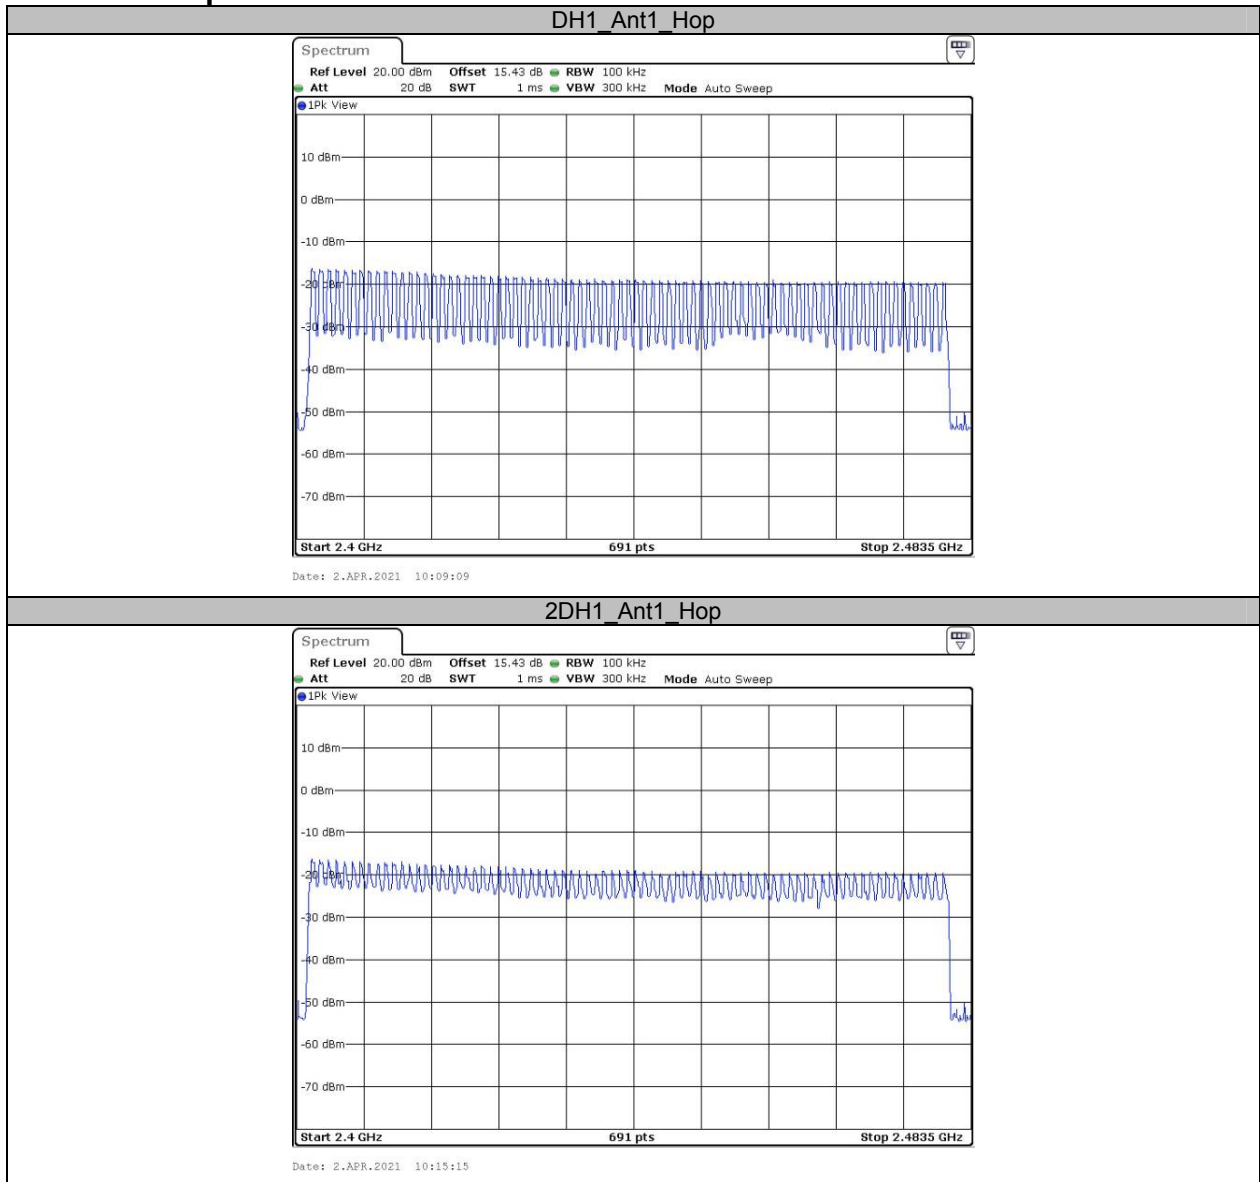 DH1_Ant1_Hop
Spectrum
Ref Level 20.00 dBm Offset 15.43 dB RBW 100 kHz
Att 20 dB SWT 1 ms VBW 300 kHz Mode Auto Sweep
1Pk View
10 dBm
0 dBm
-10 dBm
-20 dBm
-30 dBm
-40 dBm
-50 dBm
-60 dBm
-70 dBm
Start 2.4 GHz 691 pts Stop 2.4835 GHz
Date: 2.APR.2021 10:09:09
2DH1_Ant1_Hop
Spectrum
Ref Level 20.00 dBm Offset 15.43 dB RBW 100 kHz
Att 20 dB SWT 1 ms VBW 300 kHz Mode Auto Sweep
1Pk View
10 dBm
0 dBm
-10 dBm
-20 dBm
-30 dBm
-40 dBm
-50 dBm
-60 dBm
-70 dBm
Start 2.4 GHz 691 pts Stop 2.4835 GHz
Date: 2.APR.2021 10:15:15